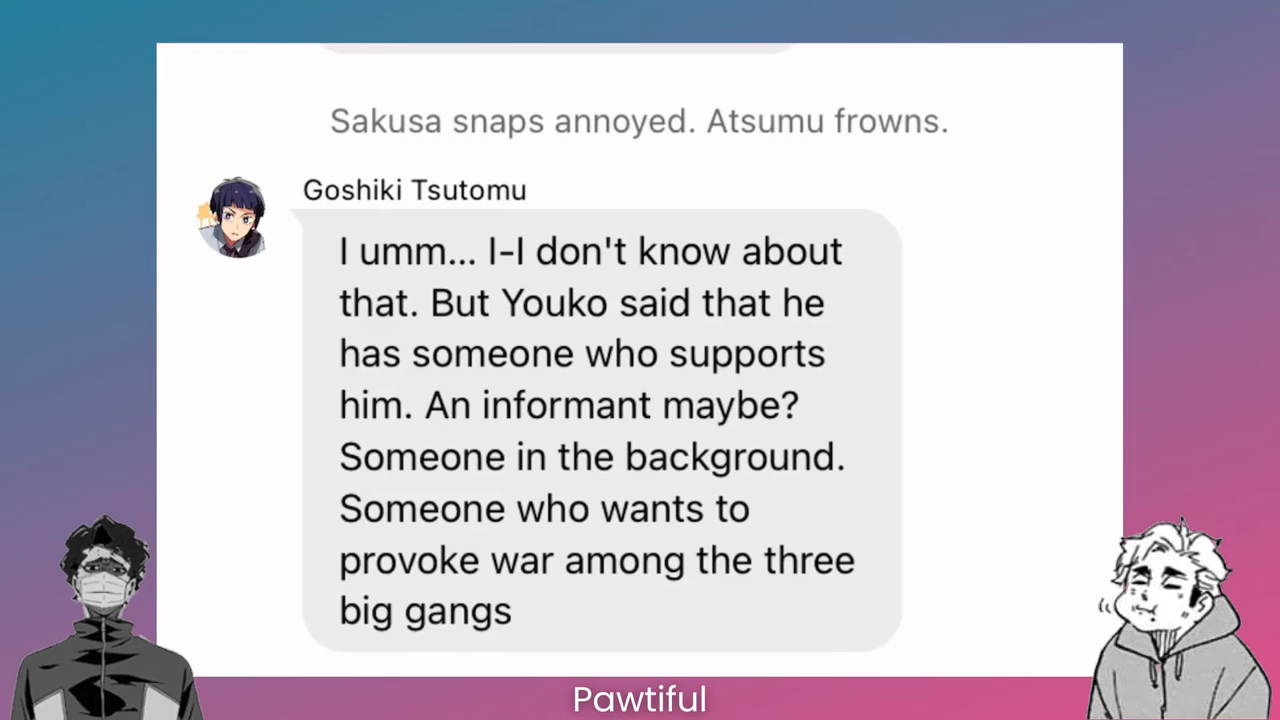 Sakusa snaps annoyed. Atsumu frowns.
Goshiki Tsutomu
I umm... I-I don't know about
that. But Youko said that he
has someone who supports
him. An informant maybe?
Someone in the background.
Someone who wants to
provoke war among the three
big gangs
Pawtiful